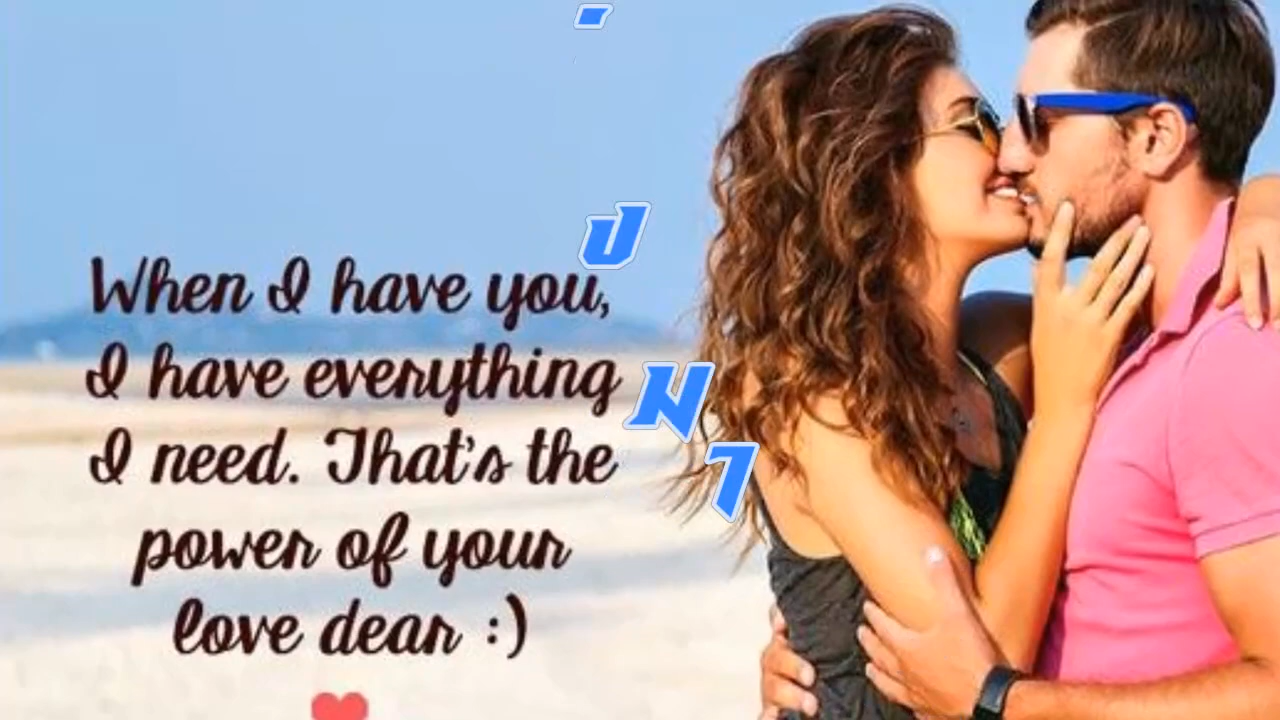 When I have you,
I have everything
I need. That's the
power of your
love dear :)